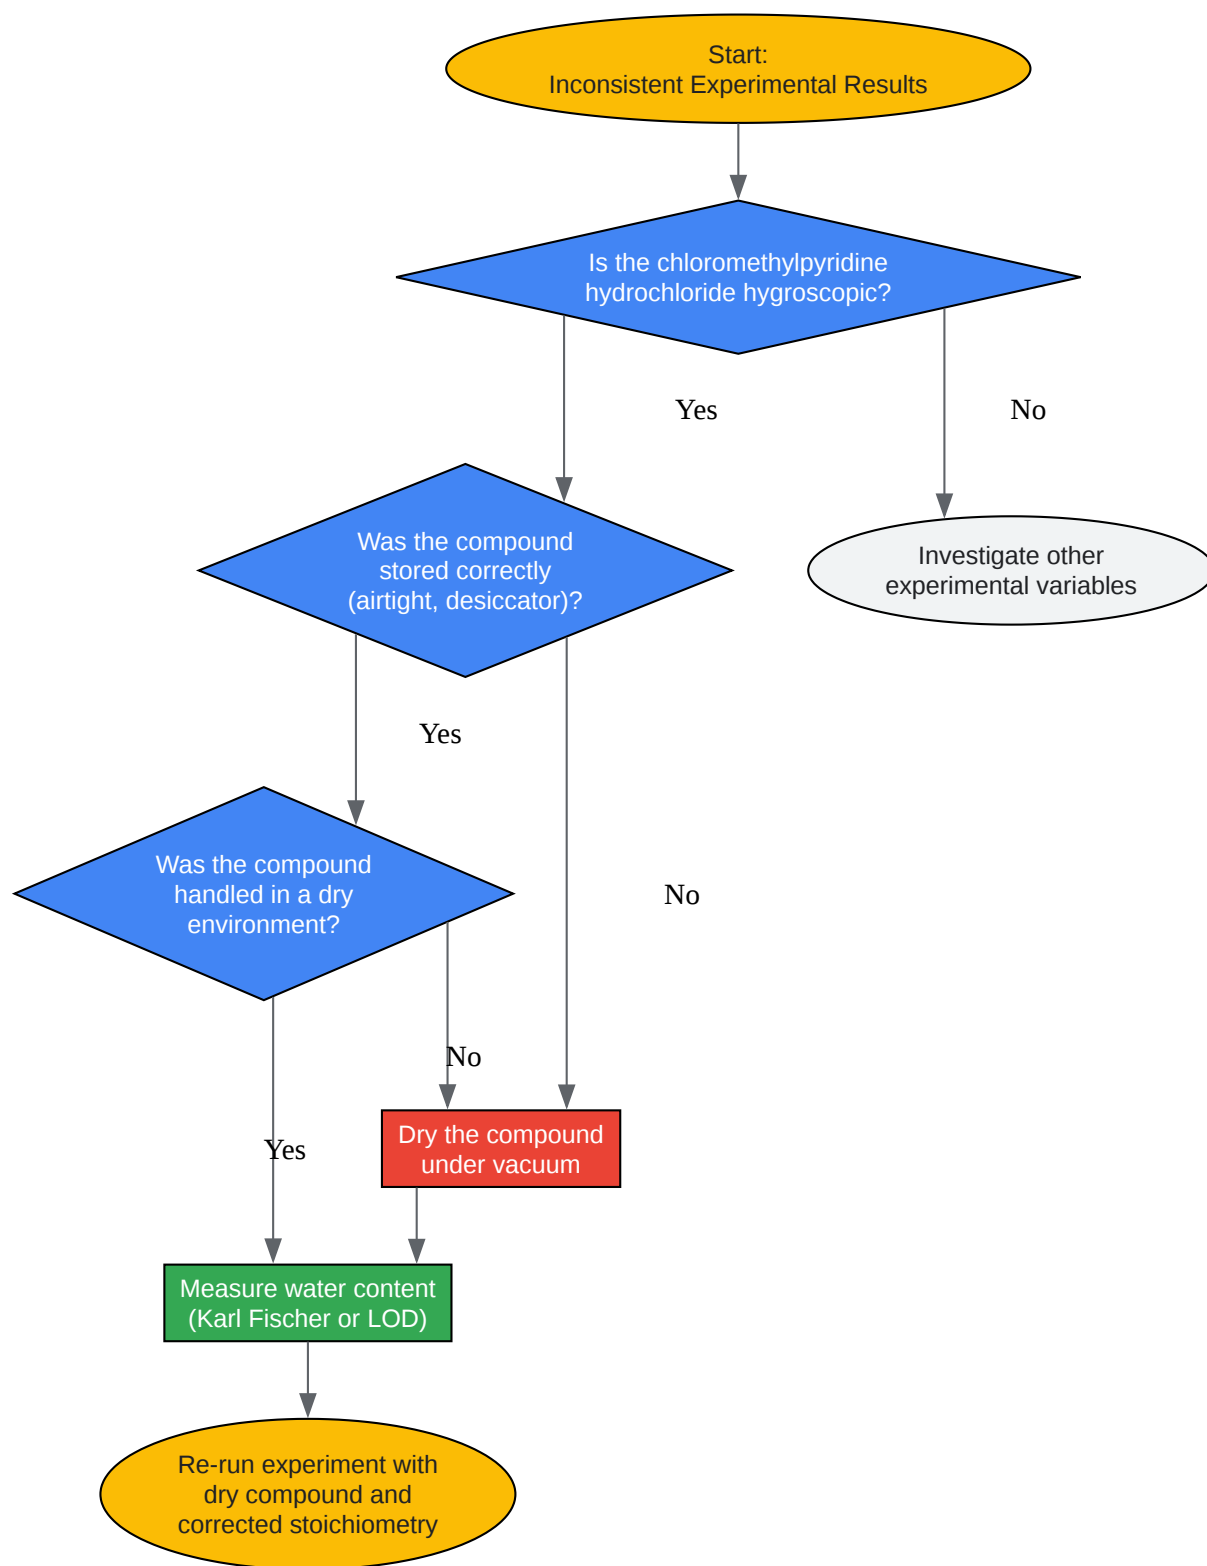 Start:
Inconsistent Experimental Results
Is the chloromethylpyridine
hydrochloride hygroscopic?
Yes
No
Was the compound
stored correctly
(airtight, desiccator)?
Investigate other
experimental variables
Yes
Was the compound
handled in a dry
environment?
No
No
Yes
Dry the compound
under vacuum
Measure water content
(Karl Fischer or LOD)
Re-run experiment with
dry compound and
corrected stoichiometry